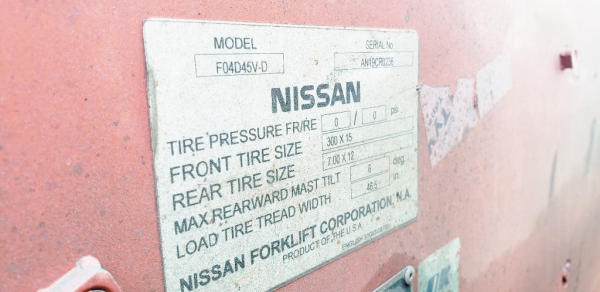 MODEL
SERIAL No
F04D45V-D
AN19CR0236
NISSAN
TIRE PRESSURE FR/RE 0 / 0 psi
FRONT TIRE SIZE 300 X 15
REAR TIRE SIZE 7.00 X 12
MAX.REARWARD MAST TILT 6 deg.
LOAD TIRE TREAD WIDTH 46.5 in.
NISSAN FORKLIFT CORPORATION, N.A.
PRODUCT OF THE U.S.A.